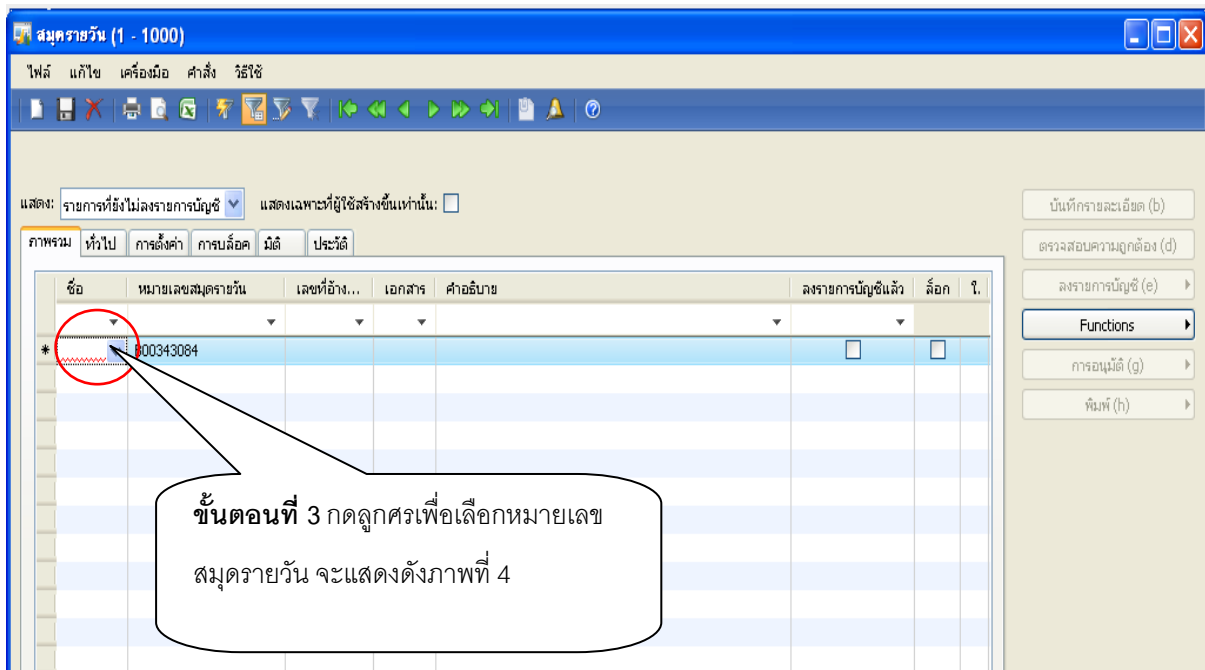 สมุดรายวัน (1 - 1000)
ไฟล์ แก้ไข เครื่องมือ คำสั่ง วิธีใช้
แสดง: รายการที่ยังไม่ลงรายการบัญชี แสดงเฉพาะที่ผู้ใช้สร้างขึ้นเท่านั้น:
บันทึกรายละเอียด (b)
ภาพรวม ทั่วไป การตั้งค่า การบล็อค มิติ ประวัติ
ตรวจสอบความถูกต้อง (d)
ชื่อ หมายเลขสมุดรายวัน เลขที่อ้าง... เอกสาร คำอธิบาย ลงรายการบัญชีแล้ว ล็อก ใ.
ลงรายการบัญชี (e)
Functions
* 300343084
การอนุมัติ (g)
พิมพ์ (h)
ขั้นตอนที่ 3 กดลูกศรเพื่อเลือกหมายเลข
สมุดรายวัน จะแสดงดังภาพที่ 4